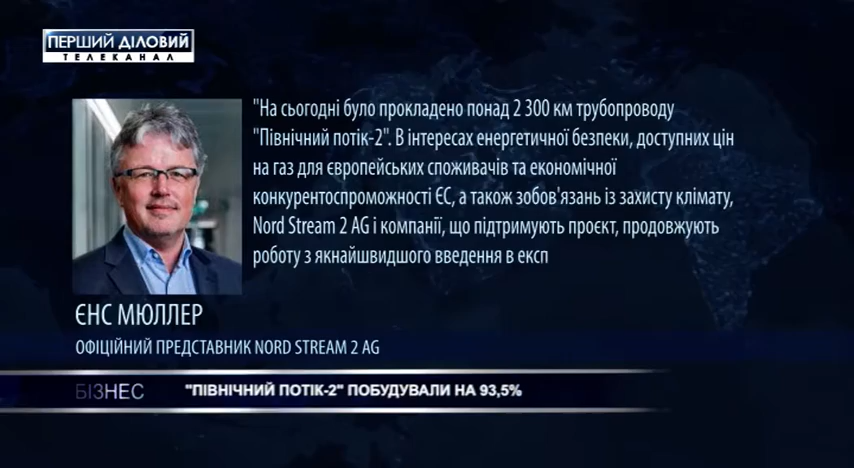 ПЕРШИЙ ДІЛОВИЙ
ТЕЛЕКАНАЛ
"На сьогодні було прокладено понад 2 300 км трубопроводу
"Північний потік-2". В інтересах енергетичної безпеки, доступних цін
на газ для європейських споживачів та економічної
конкурентоспроможності ЄС, а також зобов'язань із захисту клімату,
Nord Stream 2 AG і компанії, що підтримують проєкт, продовжують
роботу з якнайшвидшого введення в експ
ЄНС МЮЛЛЕР
ОФІЦІЙНИЙ ПРЕДСТАВНИК NORD STREAM 2 AG
БІЗНЕС "ПІВНІЧНИЙ ПОТІК-2" ПОБУДУВАЛИ НА 93,5%